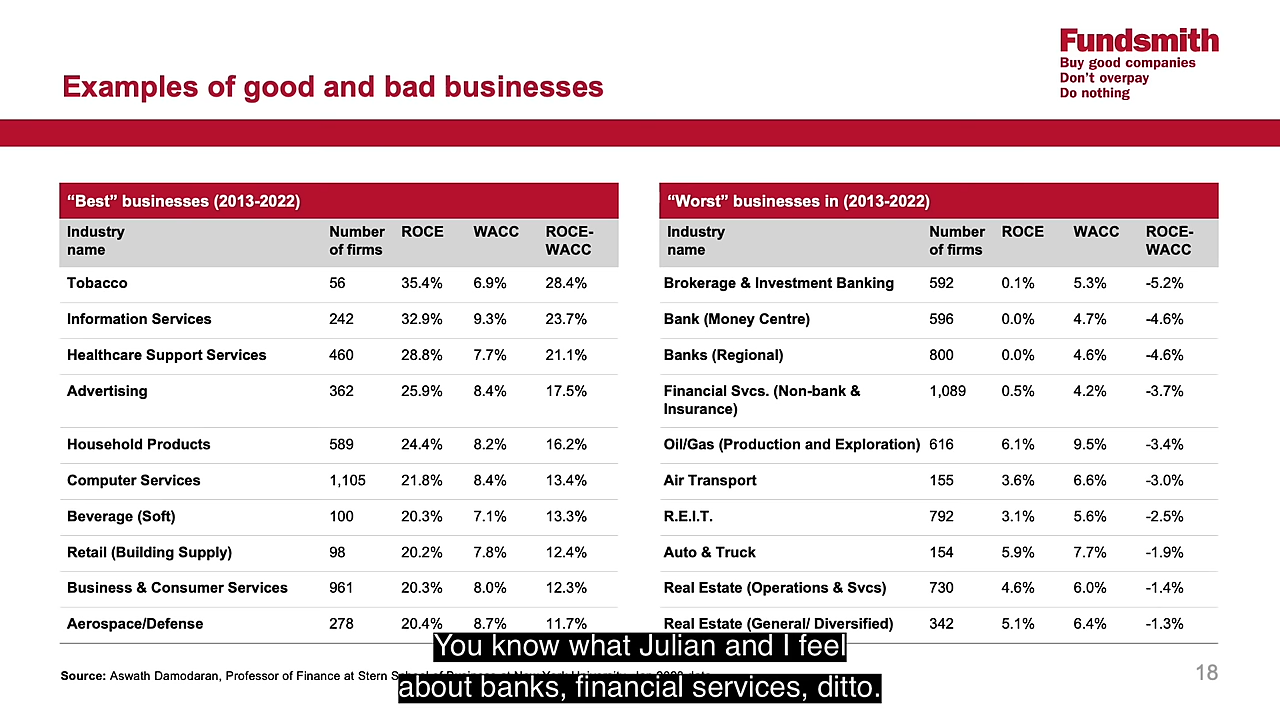 Fundsmith
Buy good companies
Don't overpay
Do nothing
Examples of good and bad businesses
"Best" businesses (2013-2022)
Industry name Number of firms ROCE WACC ROCE-WACC
Tobacco 56 35.4% 6.9% 28.4%
Information Services 242 32.9% 9.3% 23.7%
Healthcare Support Services 460 28.8% 7.7% 21.1%
Advertising 362 25.9% 8.4% 17.5%
Household Products 589 24.4% 8.2% 16.2%
Computer Services 1,105 21.8% 8.4% 13.4%
Beverage (Soft) 100 20.3% 7.1% 13.3%
Retail (Building Supply) 98 20.2% 7.8% 12.4%
Business & Consumer Services 961 20.3% 8.0% 12.3%
Aerospace/Defense 278 20.4% 8.7% 11.7%
"Worst" businesses in (2013-2022)
Industry name Number of firms ROCE WACC ROCE-WACC
Brokerage & Investment Banking 592 0.1% 5.3% -5.2%
Bank (Money Centre) 596 0.0% 4.7% -4.6%
Banks (Regional) 800 0.0% 4.6% -4.6%
Financial Svcs. (Non-bank & Insurance) 1,089 0.5% 4.2% -3.7%
Oil/Gas (Production and Exploration) 616 6.1% 9.5% -3.4%
Air Transport 155 3.6% 6.6% -3.0%
R.E.I.T. 792 3.1% 5.6% -2.5%
Auto & Truck 154 5.9% 7.7% -1.9%
Real Estate (Operations & Svcs) 730 4.6% 6.0% -1.4%
Real Estate (General/ Diversified) 342 5.1% 6.4% -1.3%
You know what Julian and I feel
about banks, financial services, ditto.
Source: Aswath Damodaran, Professor of Finance at Stern
18